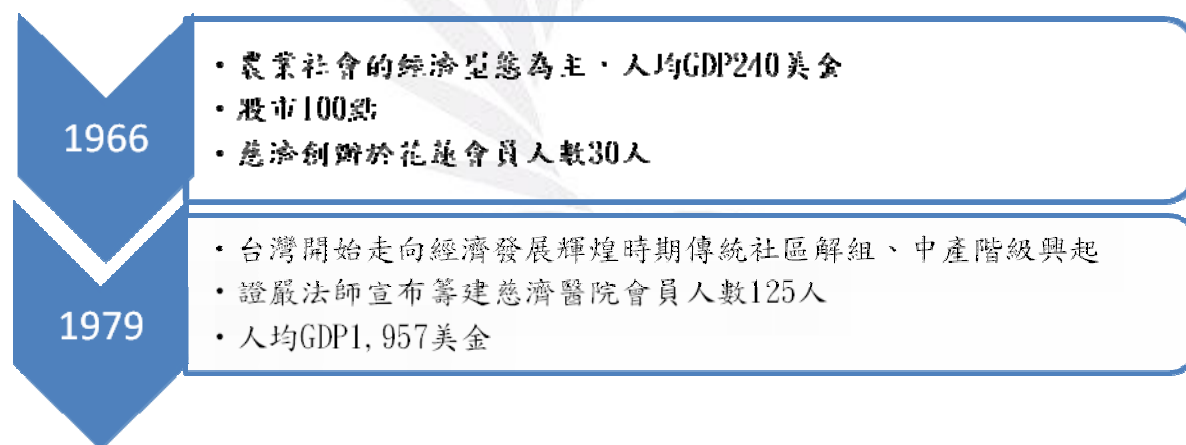 1966
・農業社會的經濟型態為主，人均GDP240美金
・股市100點
・慈濟創辦於花蓮會員人數30人
1979
・台灣開始走向經濟發展輝煌時期傳統社區解組、中產階級興起
・證嚴法師宣布籌建慈濟醫院會員人數125人
・人均GDP1,957美金